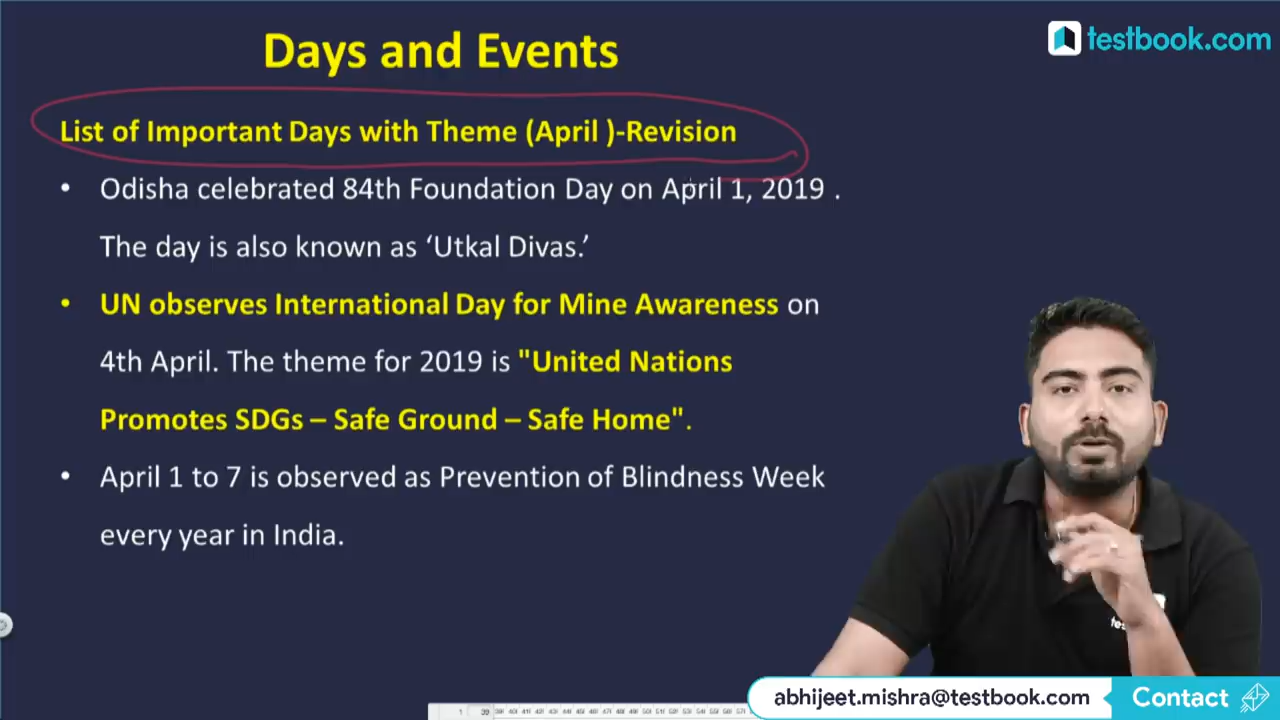 Days and Events
testbook.com
List of Important Days with Theme (April )-Revision
• Odisha celebrated 84th Foundation Day on April 1, 2019 .
The day is also known as ‘Utkal Divas.’
• UN observes International Day for Mine Awareness on
4th April. The theme for 2019 is "United Nations
Promotes SDGs – Safe Ground – Safe Home".
• April 1 to 7 is observed as Prevention of Blindness Week
every year in India.
abhijeet.mishra@testbook.com
Contact